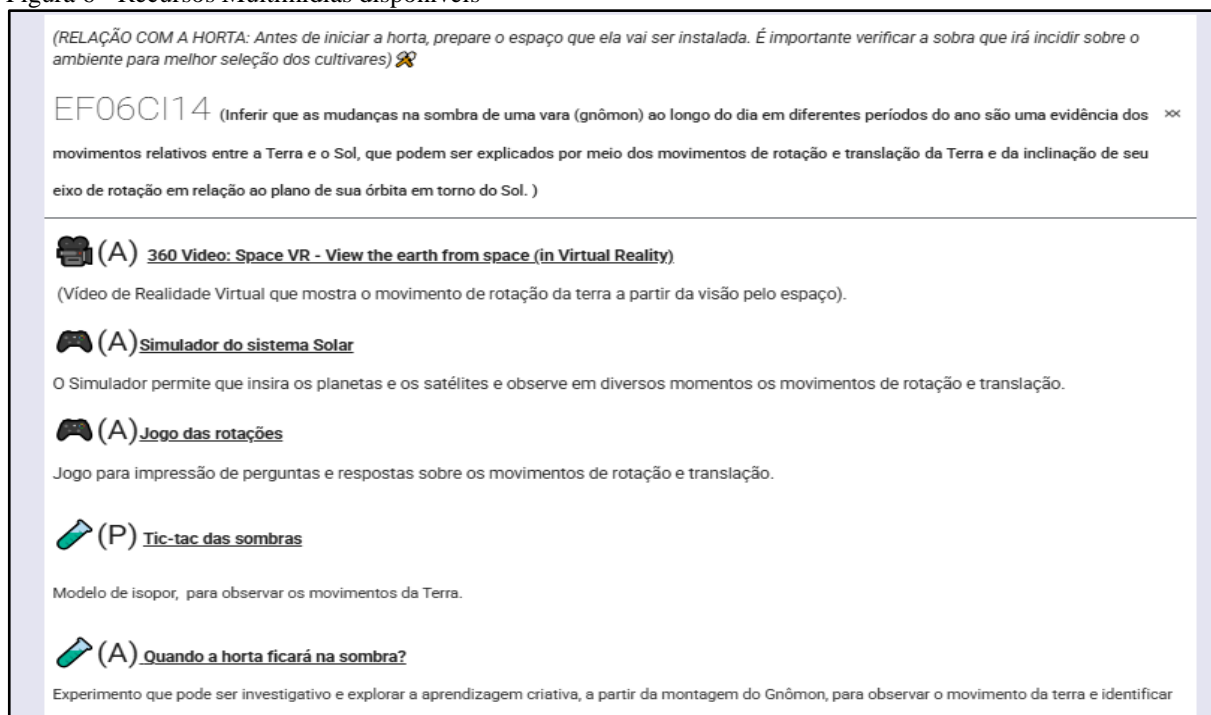 (RELAÇÃO COM A HORTA: Antes de iniciar a horta, prepare o espaço que ela vai ser instalada. É importante verificar a sobra que irá incidir sobre o
ambiente para melhor seleção dos cultivares)
EF06CI14 (Inferir que as mudanças na sombra de uma vara (gnômon) ao longo do dia em diferentes períodos do ano são uma evidência dos
movimentos relativos entre a Terra e o Sol, que podem ser explicados por meio dos movimentos de rotação e translação da Terra e da inclinação de seu
eixo de rotação em relação ao plano de sua órbita em torno do Sol. )
(A) 360 Video: Space VR - View the earth from space (in Virtual Reality)
(Vídeo de Realidade Virtual que mostra o movimento de rotação da terra a partir da visão pelo espaço).
(A) Simulador do sistema Solar
O Simulador permite que insira os planetas e os satélites e observe em diversos momentos os movimentos de rotação e translação.
(A) Jogo das rotações
Jogo para impressão de perguntas e respostas sobre os movimentos de rotação e translação.
(P) Tic-tac das sombras
Modelo de isopor, para observar os movimentos da Terra.
(A) Quando a horta ficará na sombra?
Experimento que pode ser investigativo e explorar a aprendizagem criativa, a partir da montagem do Gnômon, para observar o movimento da terra e identificar